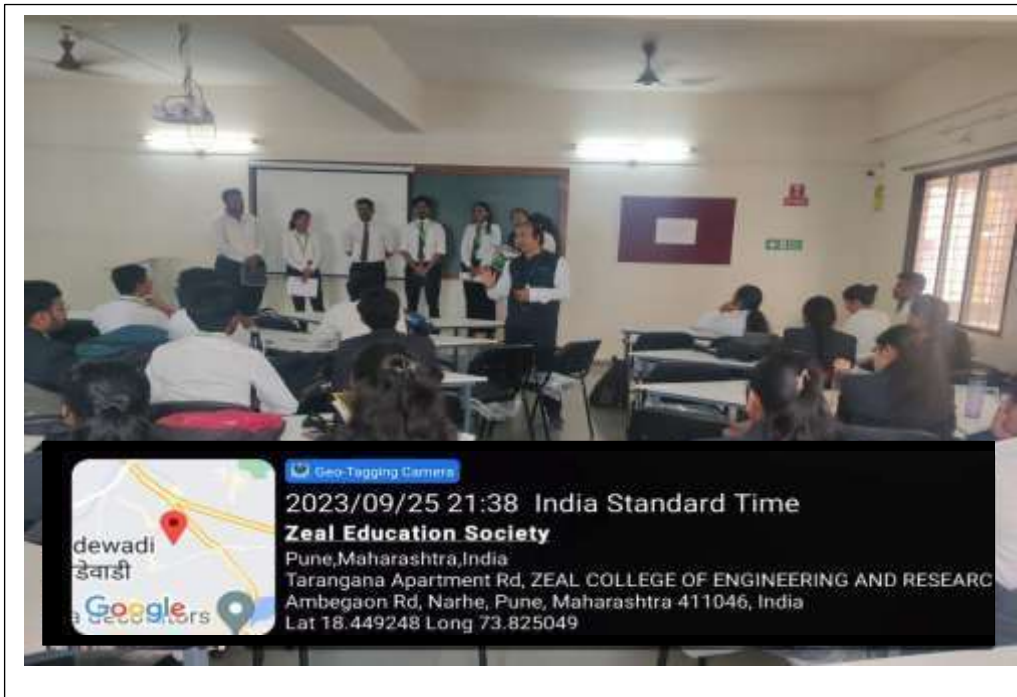 Geo-Tagging Camera
2023/09/25 21:38 India Standard Time
Zeal Education Society
Pune,Maharashtra,India
Tarangana Apartment Rd, ZEAL COLLEGE OF ENGINEERING AND RESEARC
Ambegaon Rd, Narhe, Pune, Maharashtra 411046, India
Lat 18.449248 Long 73.825049
dewadi
डेवाडी
Google